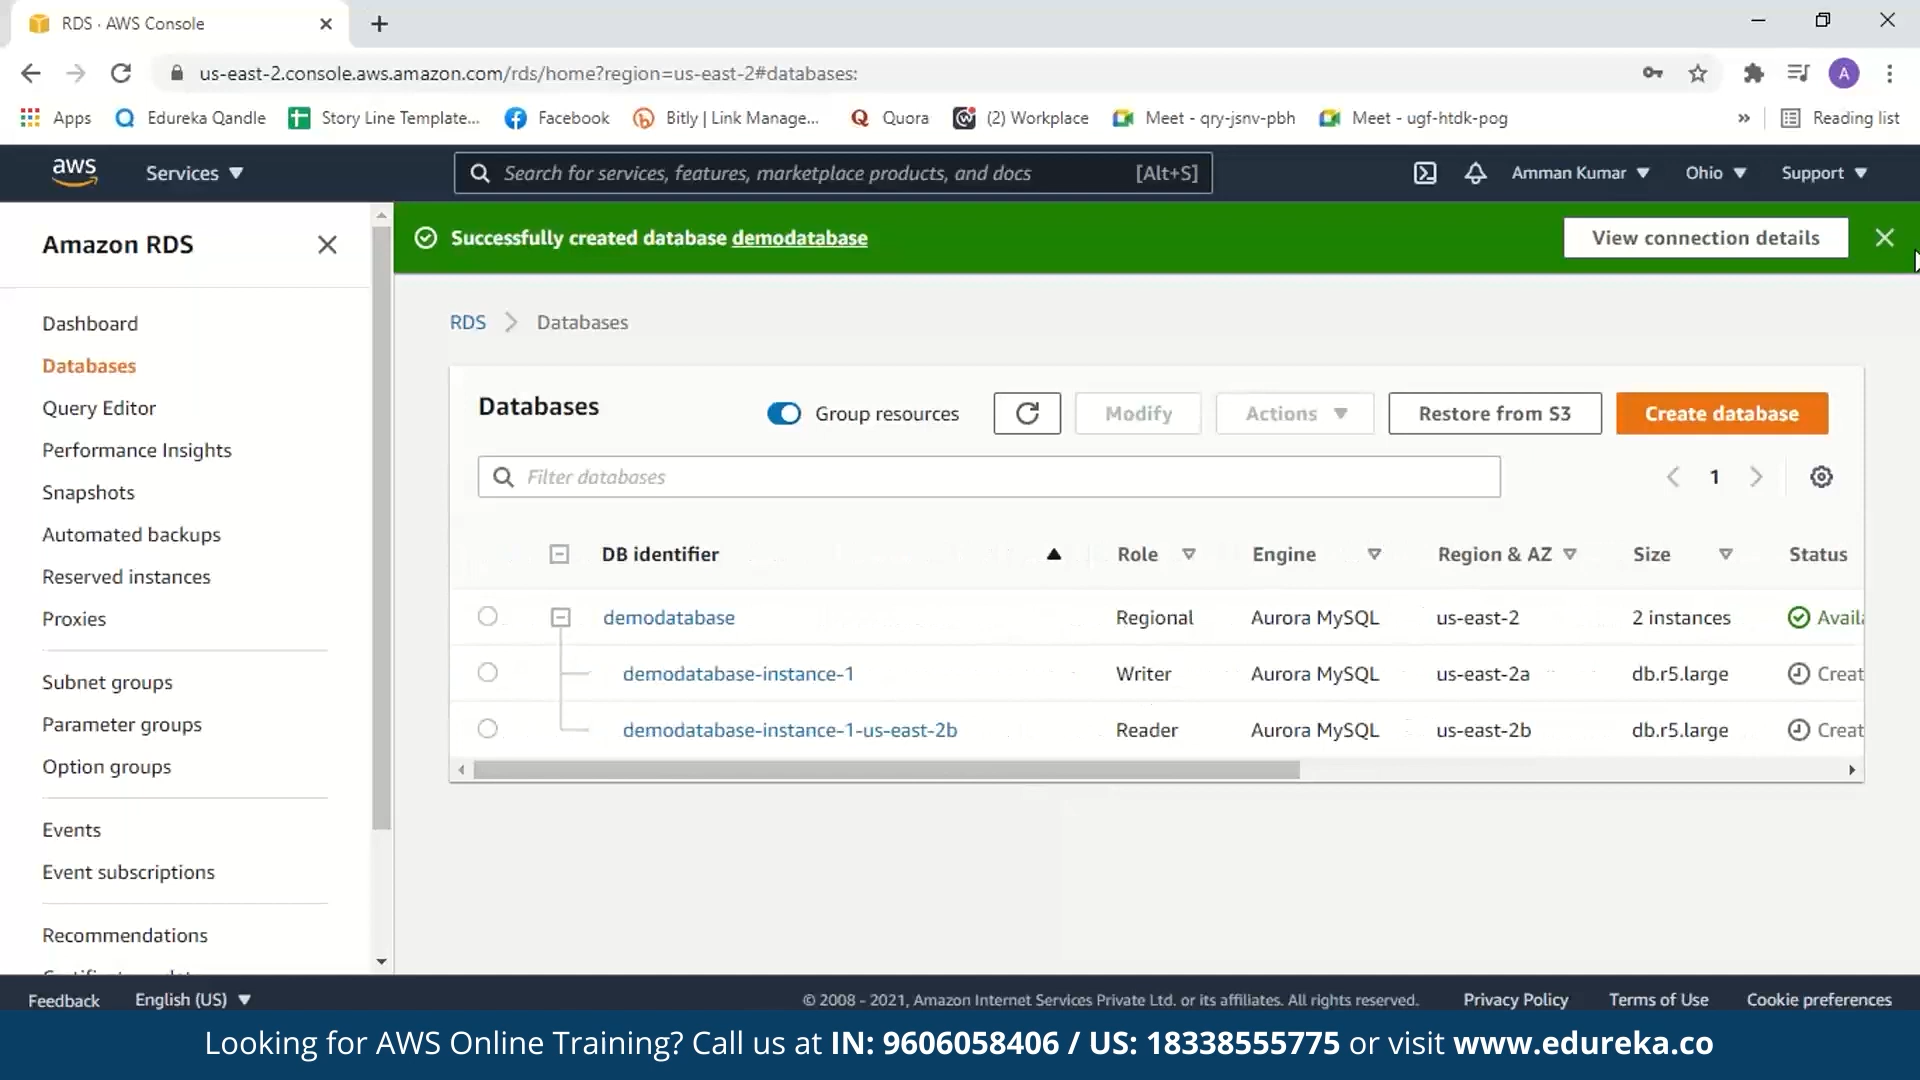 RDS · AWS Console
us-east-2.console.aws.amazon.com/rds/home?region=us-east-2#databases:
A
Apps
Edureka Qandle
Story Line Template...
Facebook
Bitly | Link Manage...
Quora
(2) Workplace
Meet - qry-jsnv-pbh
Meet - ugf-htdk-pog
»
Reading list
aws
Services
Search for services, features, marketplace products, and docs
[Alt+S]
Amman Kumar
Ohio
Support
Amazon RDS
Dashboard
Databases
Query Editor
Performance Insights
Snapshots
Automated backups
Reserved instances
Proxies
Subnet groups
Parameter groups
Option groups
Events
Event subscriptions
Recommendations
Successfully created database demodatabase
View connection details
RDS > Databases
Databases
Group resources
Modify
Actions
Restore from S3
Create database
Filter databases
1
DB identifier Role Engine Region & AZ Size Status
demodatabase Regional Aurora MySQL us-east-2 2 instances Availa
demodatabase-instance-1 Writer Aurora MySQL us-east-2a db.r5.large Creat
demodatabase-instance-1-us-east-2b Reader Aurora MySQL us-east-2b db.r5.large Creat
Feedback
English (US)
© 2008 - 2021, Amazon Internet Services Private Ltd. or its affiliates. All rights reserved.
Privacy Policy
Terms of Use
Cookie preferences
Looking for AWS Online Training? Call us at IN: 9606058406 / US: 18338555775 or visit www.edureka.co